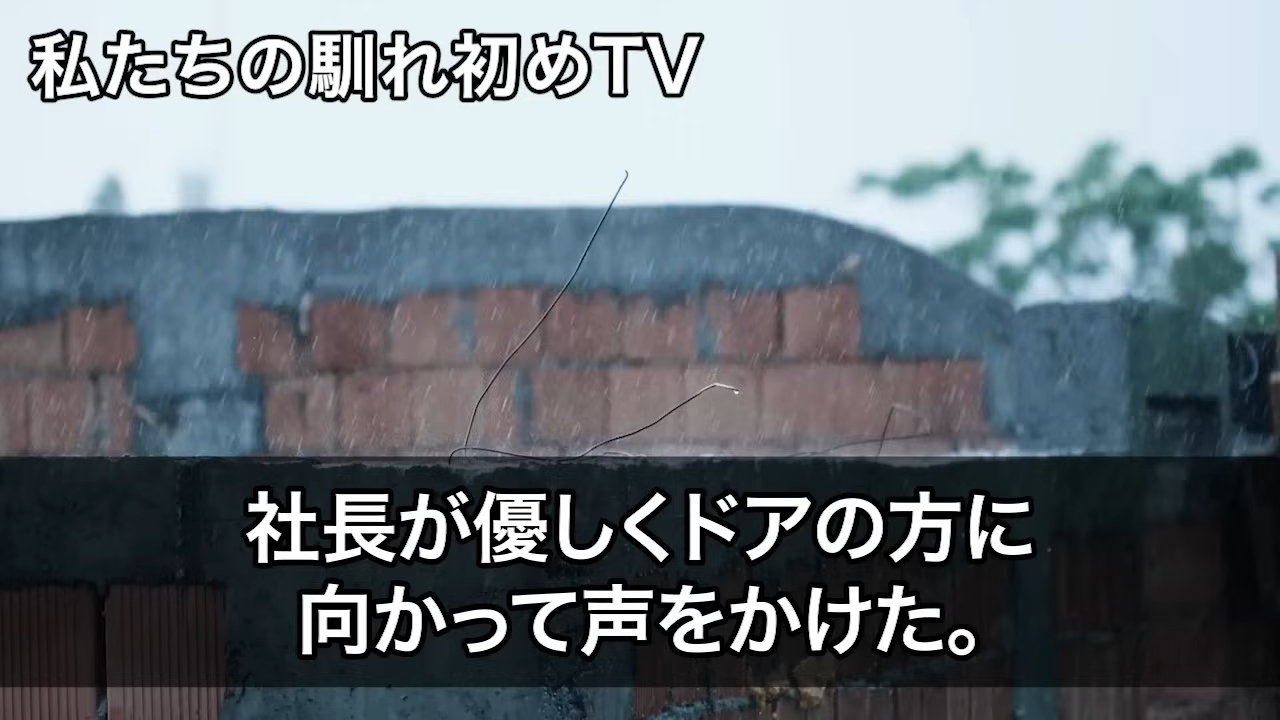 私たちの馴れ初めTV
社長が優しくドアの方に
向かって声をかけた。